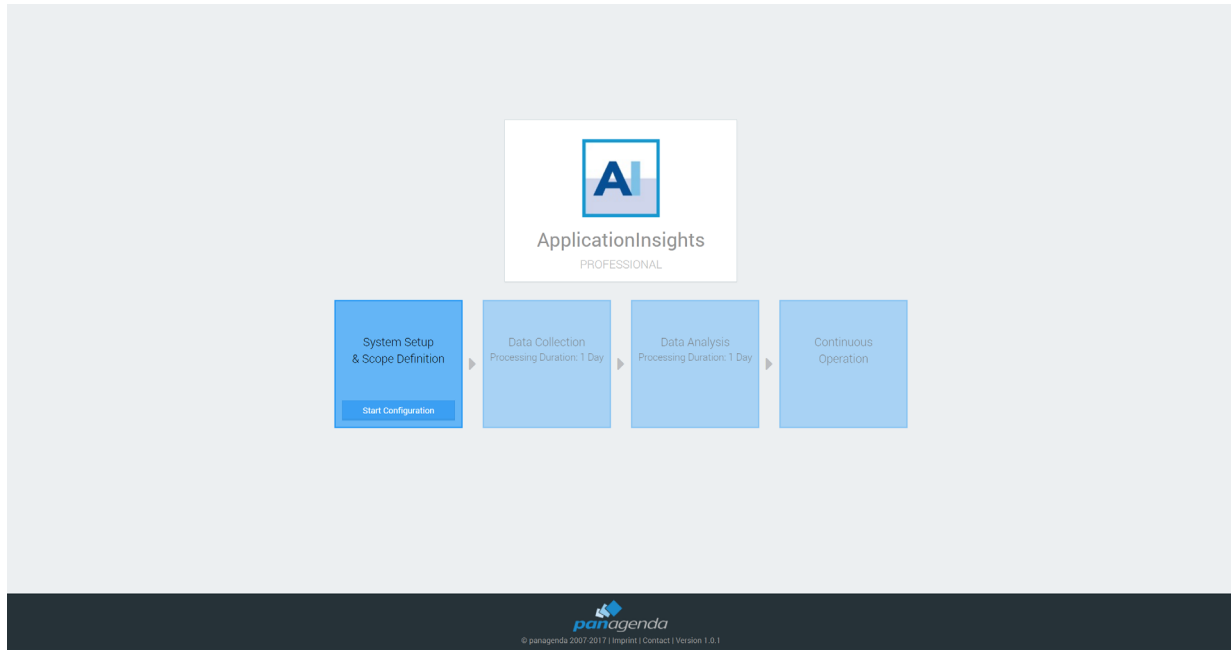 AI
ApplicationInsights
PROFESSIONAL
System Setup
& Scope Definition
Start Configuration
Data Collection
Processing Duration: 1 Day
Data Analysis
Processing Duration: 1 Day
Continuous
Operation
panagenda
© panagenda 2007-2017 | Imprint | Contact | Version 1.0.1